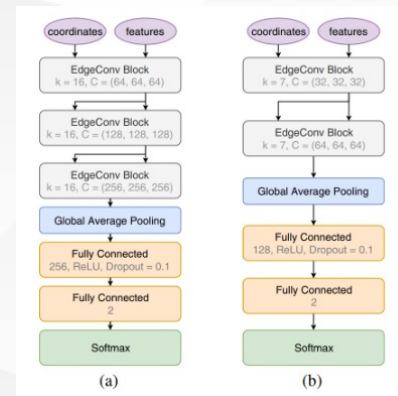 coordinates
features
EdgeConv Block
k = 16, C = (64, 64, 64)
EdgeConv Block
k = 16, C = (128, 128, 128)
EdgeConv Block
k = 16, C = (256, 256, 256)
Global Average Pooling
Fully Connected
256, ReLU, Dropout = 0.1
Fully Connected
2
Softmax
(a)
coordinates
features
EdgeConv Block
k = 7, C = (32, 32, 32)
EdgeConv Block
k = 7, C = (64, 64, 64)
Global Average Pooling
Fully Connected
128, ReLU, Dropout = 0.1
Fully Connected
2
Softmax
(b)